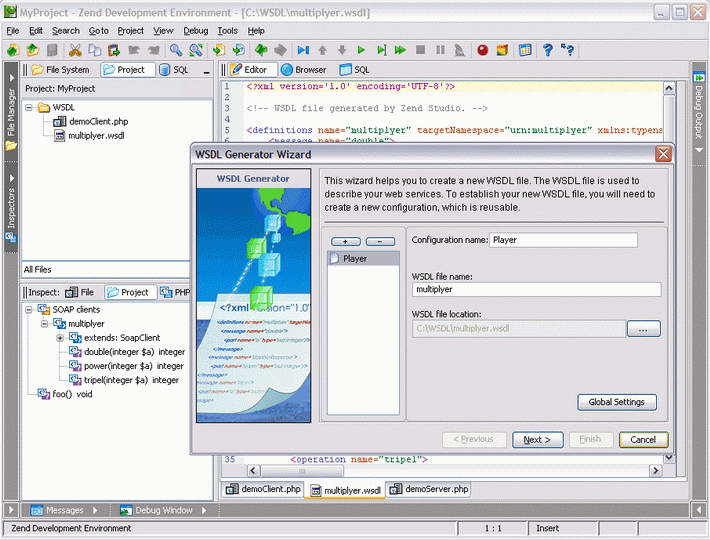 MyProject - Zend Development Environment - [C:\WSDL\multiplyer.wsdl]
File Edit Search Go to Project View Debug Tools Help
File System Project SQL
Editor Browser SQL
File Manager
Inspectors
Debug Output
Project: MyProject
WSDL
demoClient.php
multiplyer.wsdl
All Files
1 <?xml version='1.0' encoding='UTF-8'?>
2
3 <!-- WSDL file generated by Zend Studio. -->
4
5 <definitions name="multiplyer" targetNamespace="urn:multiplyer" xmlns:typens
<message name="double">
WSDL Generator Wizard
WSDL Generator
This wizard helps you to create a new WSDL file. The WSDL file is used to
describe your web services. To establish your new WSDL file, you will need to
create a new configuration, which is reusable.
+ -
Player
Configuration name: Player
WSDL file name:
multiplyer
WSDL file location:
C:\WSDL\multiplyer.wsdl ...
Global Settings
< Previous Next > Finish Cancel
<?xml version="1.0"
Inspect: File Project PHP
SOAP clients
multiplyer
extends: SoapClient
double(integer $a) integer
power(integer $a) integer
tripel(integer $a) integer
foo() void
35 <operation name="tripel">
demoClient.php multiplyer.wsdl demoServer.php
Messages Debug Window
Zend Development Environment 1 : 1 Insert